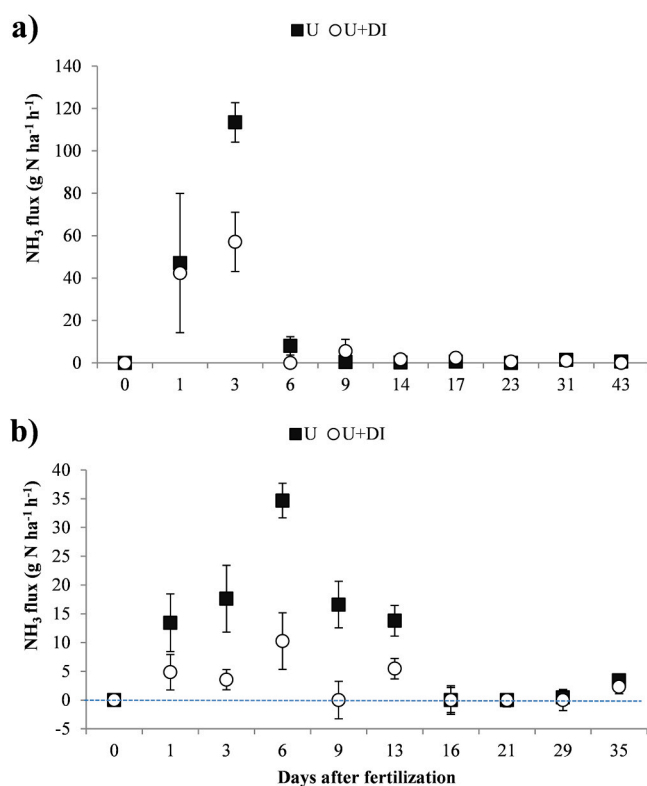 a)
■ U ○ U+DI
NH₃ flux (g N ha⁻¹ h⁻¹)
140
120
100
80
60
40
20
0
0 1 3 6 9 14 17 23 31 43
b)
■ U ○ U+DI
NH₃ flux (g N ha⁻¹ h⁻¹)
40
35
30
25
20
15
10
5
0
-5
0 1 3 6 9 13 16 21 29 35
Days after fertilization